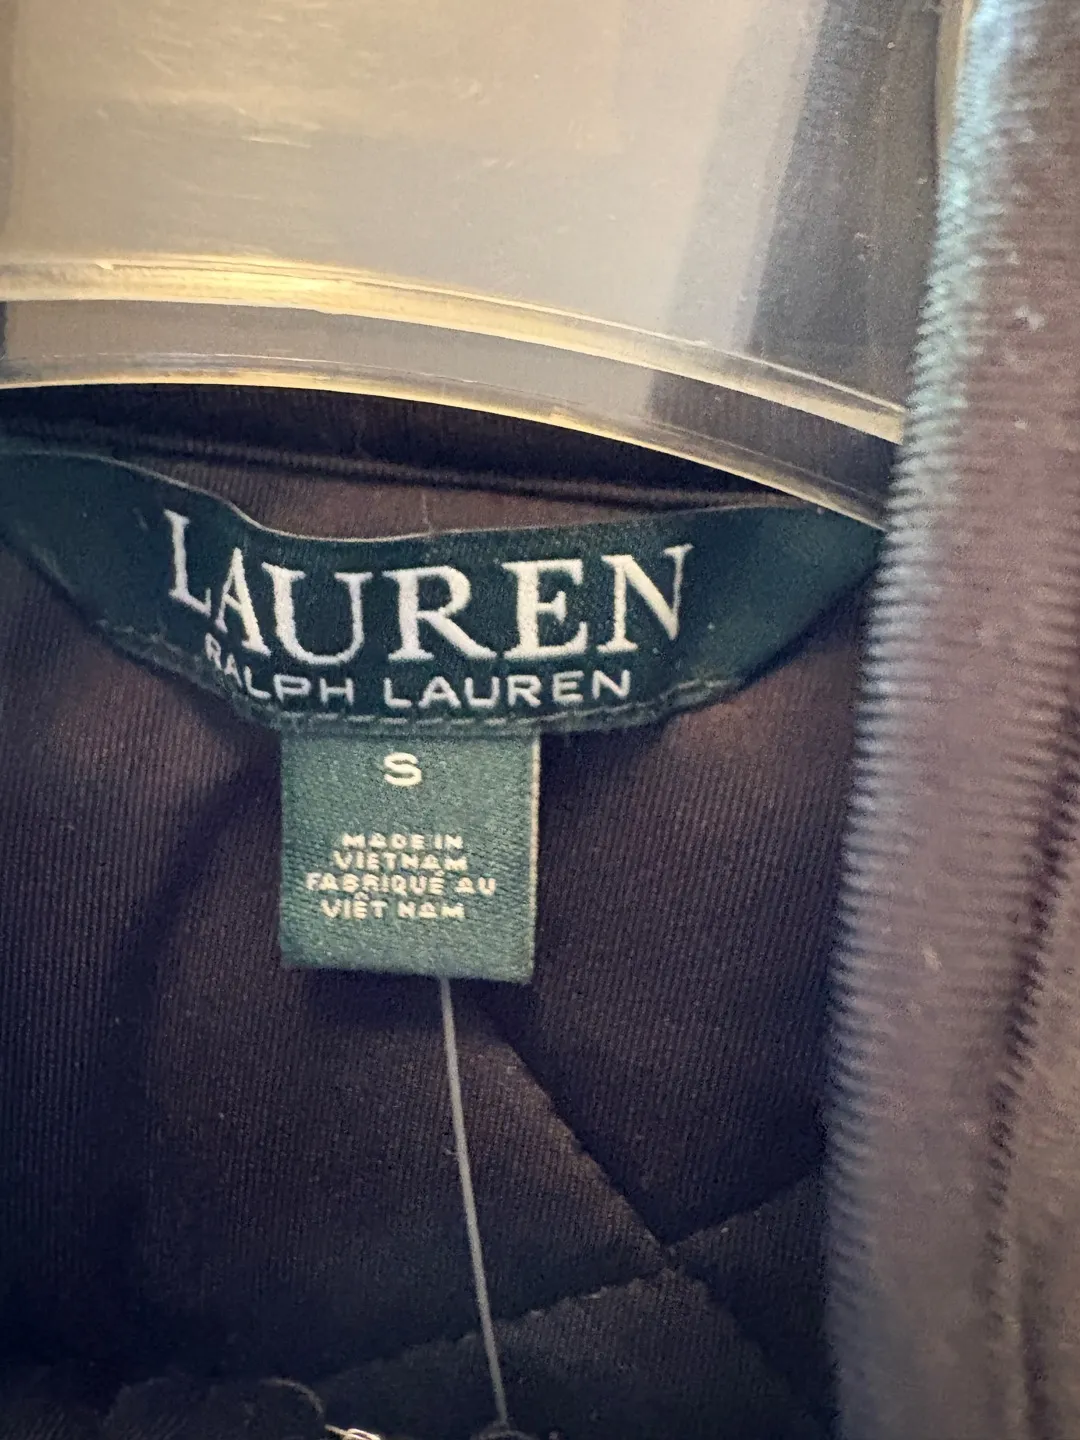 LAUREN
RALPH LAUREN
S
MADE IN
VIETNAM
FABRIQUÉ AU
VIÊT NAM